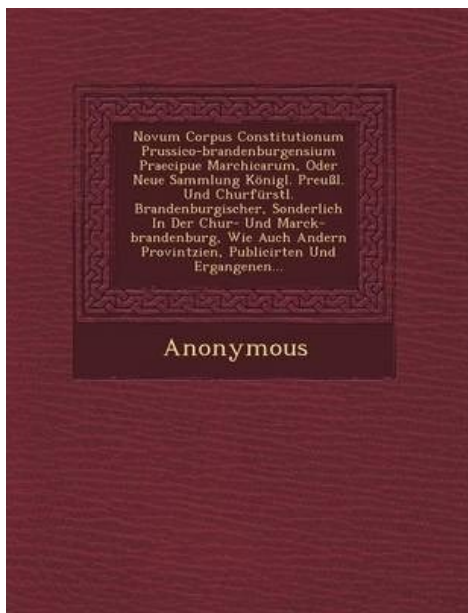 Novum Corpus Constitutionum
Prussico-brandenburgensium
Praecipue Marchicarum, Oder
Neue Sammlung Königl. Preußl.
Und Churfürstl.
Brandenburgischer, Sonderlich
In Der Chur- Und Marck-
brandenburg, Wie Auch Andern
Provintzien, Publicirten Und
Ergangenen...
Anonymous